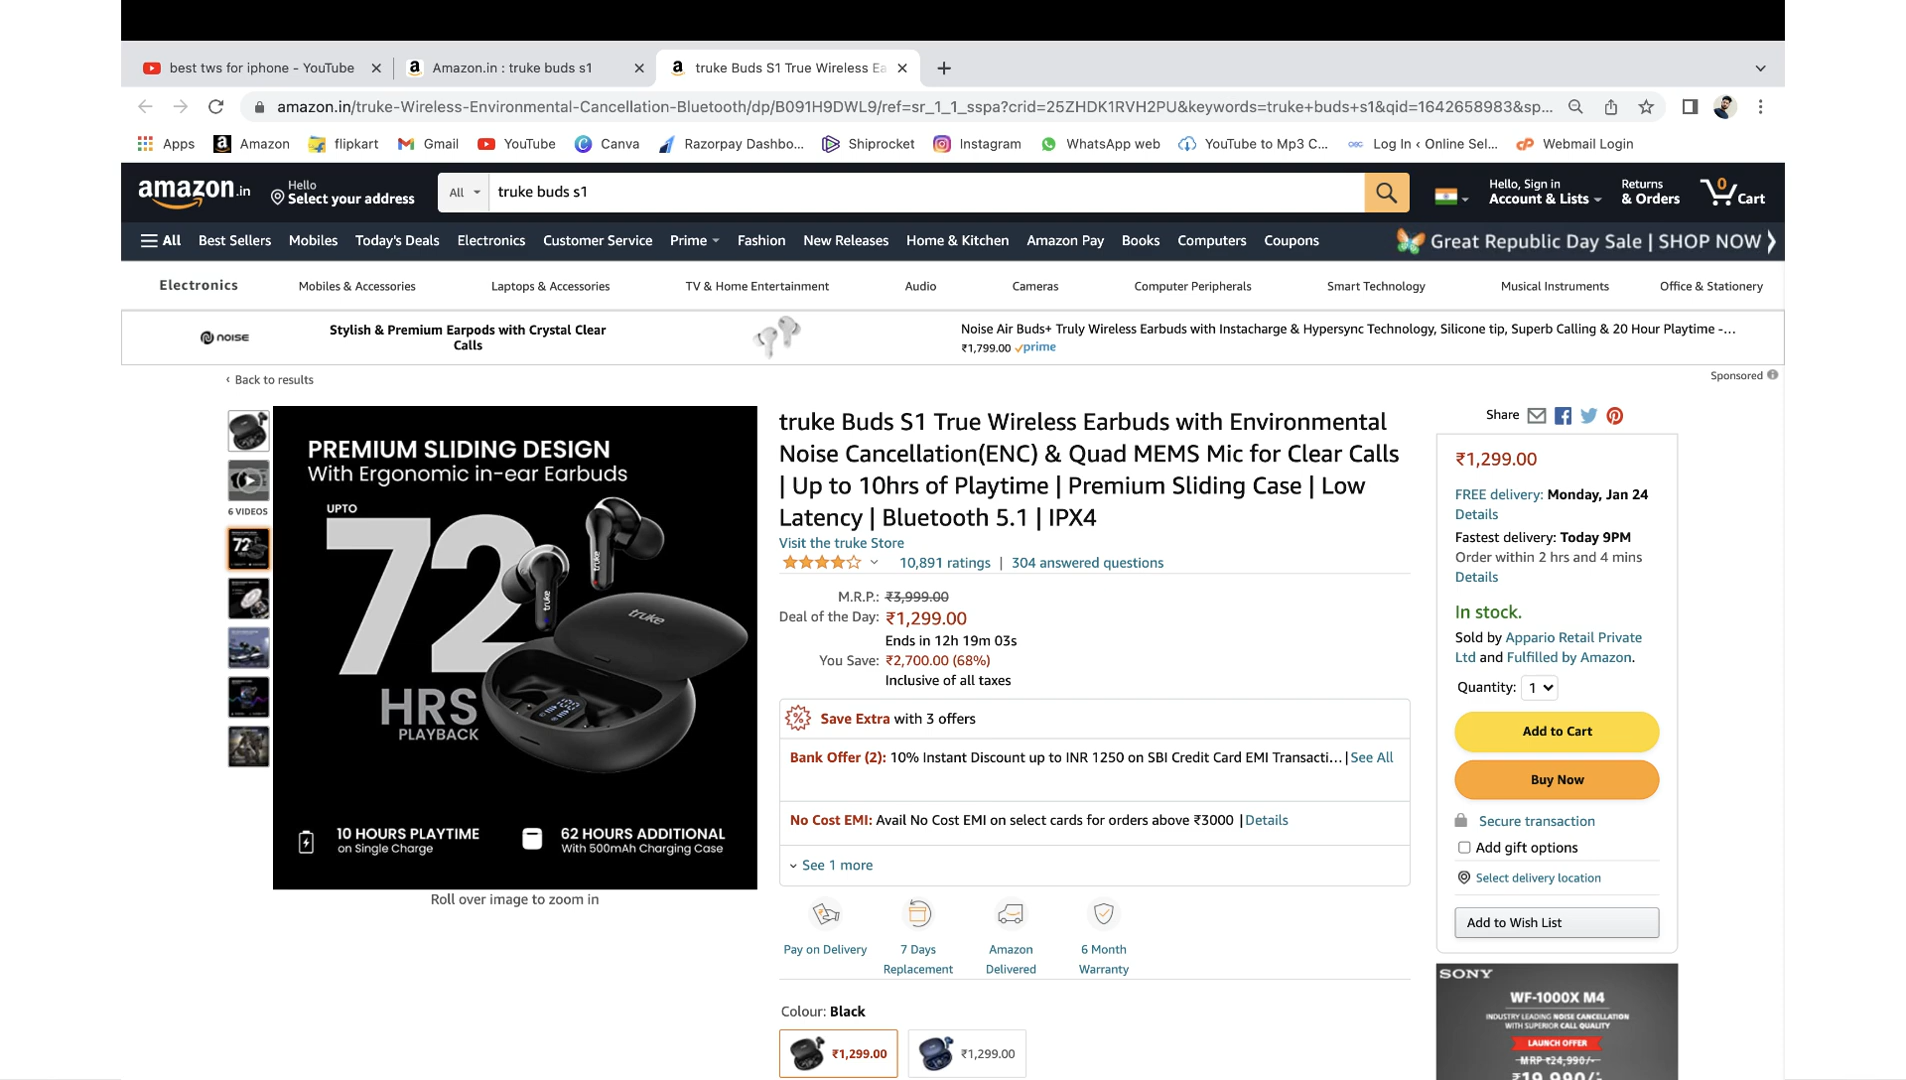 best tws for iphone - YouTube
Amazon.in : truke buds s1
truke Buds S1 True Wireless Ea
amazon.in/truke-Wireless-Environmental-Cancellation-Bluetooth/dp/B091H9DWL9/ref=sr_1_1_sspa?crid=25ZHDK1RVH2PU&keywords=truke+buds+s1&qid=1642658983&sp...
Apps
Amazon
flipkart
Gmail
YouTube
Canva
Razorpay Dashbo...
Shiprocket
Instagram
WhatsApp web
YouTube to Mp3 C...
Log In ‹ Online Sel...
Webmail Login
amazon.in
Hello
Select your address
All
truke buds s1
Hello, Sign in
Account & Lists
Returns
& Orders
0
Cart
All
Best Sellers
Mobiles
Today's Deals
Electronics
Customer Service
Prime
Fashion
New Releases
Home & Kitchen
Amazon Pay
Books
Computers
Coupons
Great Republic Day Sale | SHOP NOW
Electronics
Mobiles & Accessories
Laptops & Accessories
TV & Home Entertainment
Audio
Cameras
Computer Peripherals
Smart Technology
Musical Instruments
Office & Stationery
NOISE
Stylish & Premium Earpods with Crystal Clear
Calls
Noise Air Buds+ Truly Wireless Earbuds with Instacharge & Hypersync Technology, Silicone tip, Superb Calling & 20 Hour Playtime -...
₹1,799.00 prime
Sponsored
‹ Back to results
6 VIDEOS
72
PREMIUM SLIDING DESIGN
With Ergonomic in-ear Earbuds
UPTO
72
HRS
PLAYBACK
truke
truke
truke
10 HOURS PLAYTIME
on Single Charge
62 HOURS ADDITIONAL
With 500mAh Charging Case
Roll over image to zoom in
truke Buds S1 True Wireless Earbuds with Environmental
Noise Cancellation(ENC) & Quad MEMS Mic for Clear Calls
| Up to 10hrs of Playtime | Premium Sliding Case | Low
Latency | Bluetooth 5.1 | IPX4
Visit the truke Store
10,891 ratings | 304 answered questions
M.R.P.: ₹3,999.00
Deal of the Day: ₹1,299.00
Ends in 12h 19m 03s
You Save: ₹2,700.00 (68%)
Inclusive of all taxes
Save Extra with 3 offers
Bank Offer (2): 10% Instant Discount up to INR 1250 on SBI Credit Card EMI Transacti... | See All
No Cost EMI: Avail No Cost EMI on select cards for orders above ₹3000 | Details
See 1 more
Pay on Delivery
7 Days
Replacement
Amazon
Delivered
6 Month
Warranty
Colour: Black
₹1,299.00
₹1,299.00
Share
₹1,299.00
FREE delivery: Monday, Jan 24
Details
Fastest delivery: Today 9PM
Order within 2 hrs and 4 mins
Details
In stock.
Sold by Appario Retail Private
Ltd and Fulfilled by Amazon.
Quantity: 1
Add to Cart
Buy Now
Secure transaction
Add gift options
Select delivery location
Add to Wish List
SONY
WF-1000X M4
INDUSTRY LEADING NOISE CANCELLATION
WITH SUPERIOR CALL QUALITY
LAUNCH OFFER
MRP ₹24,990/-
₹19,990/-